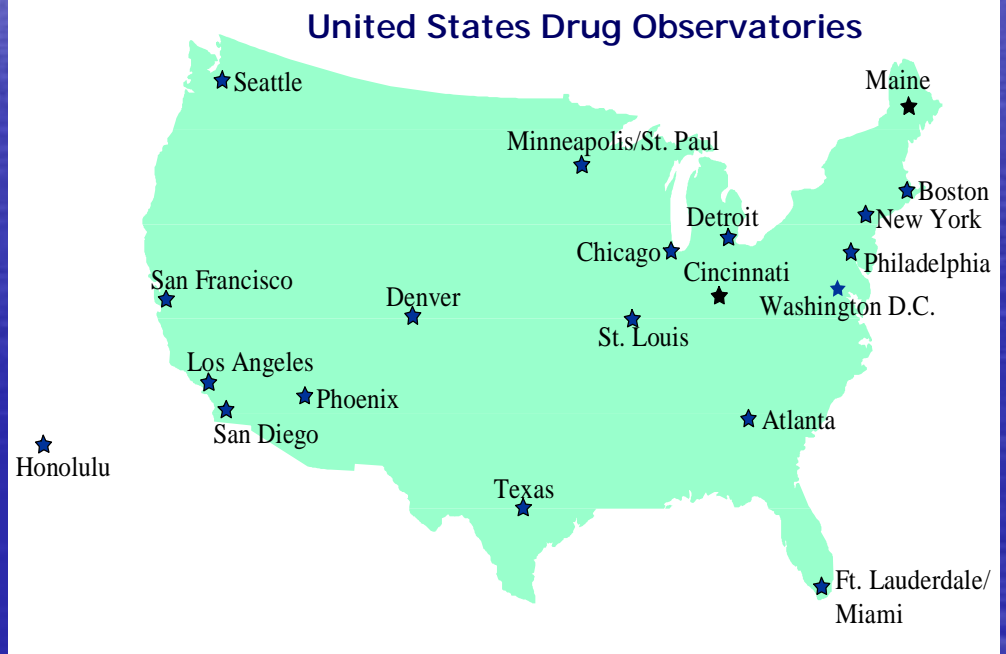 United States Drug Observatories
Seattle
Maine
Minneapolis/St. Paul
Boston
Detroit
New York
Chicago
Philadelphia
Cincinnati
San Francisco
Denver
Washington D.C.
St. Louis
Los Angeles
Phoenix
Atlanta
San Diego
Honolulu
Texas
Ft. Lauderdale/
Miami